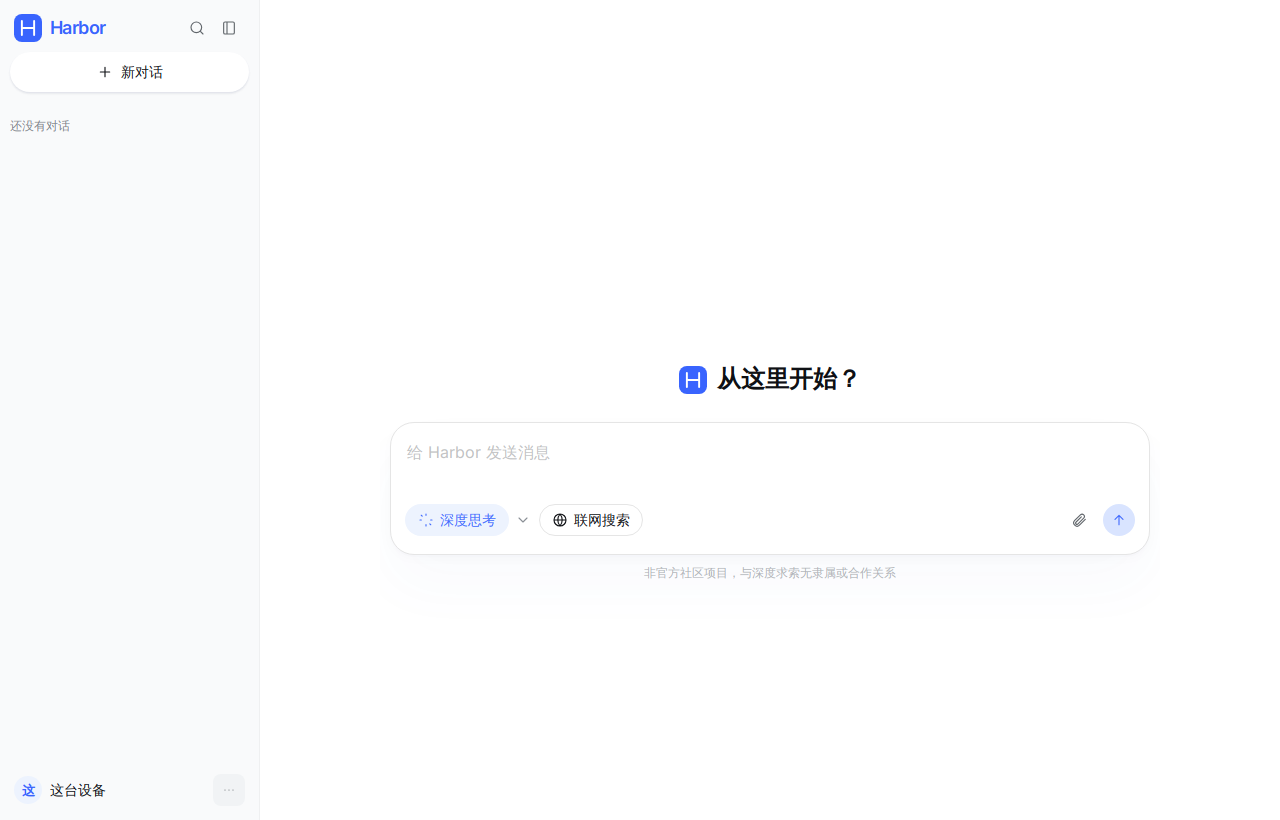 Harbor
新对话
还没有对话
从这里开始？
给 Harbor 发送消息
深度思考
联网搜索
非官方社区项目，与深度求索无隶属或合作关系
这 这台设备